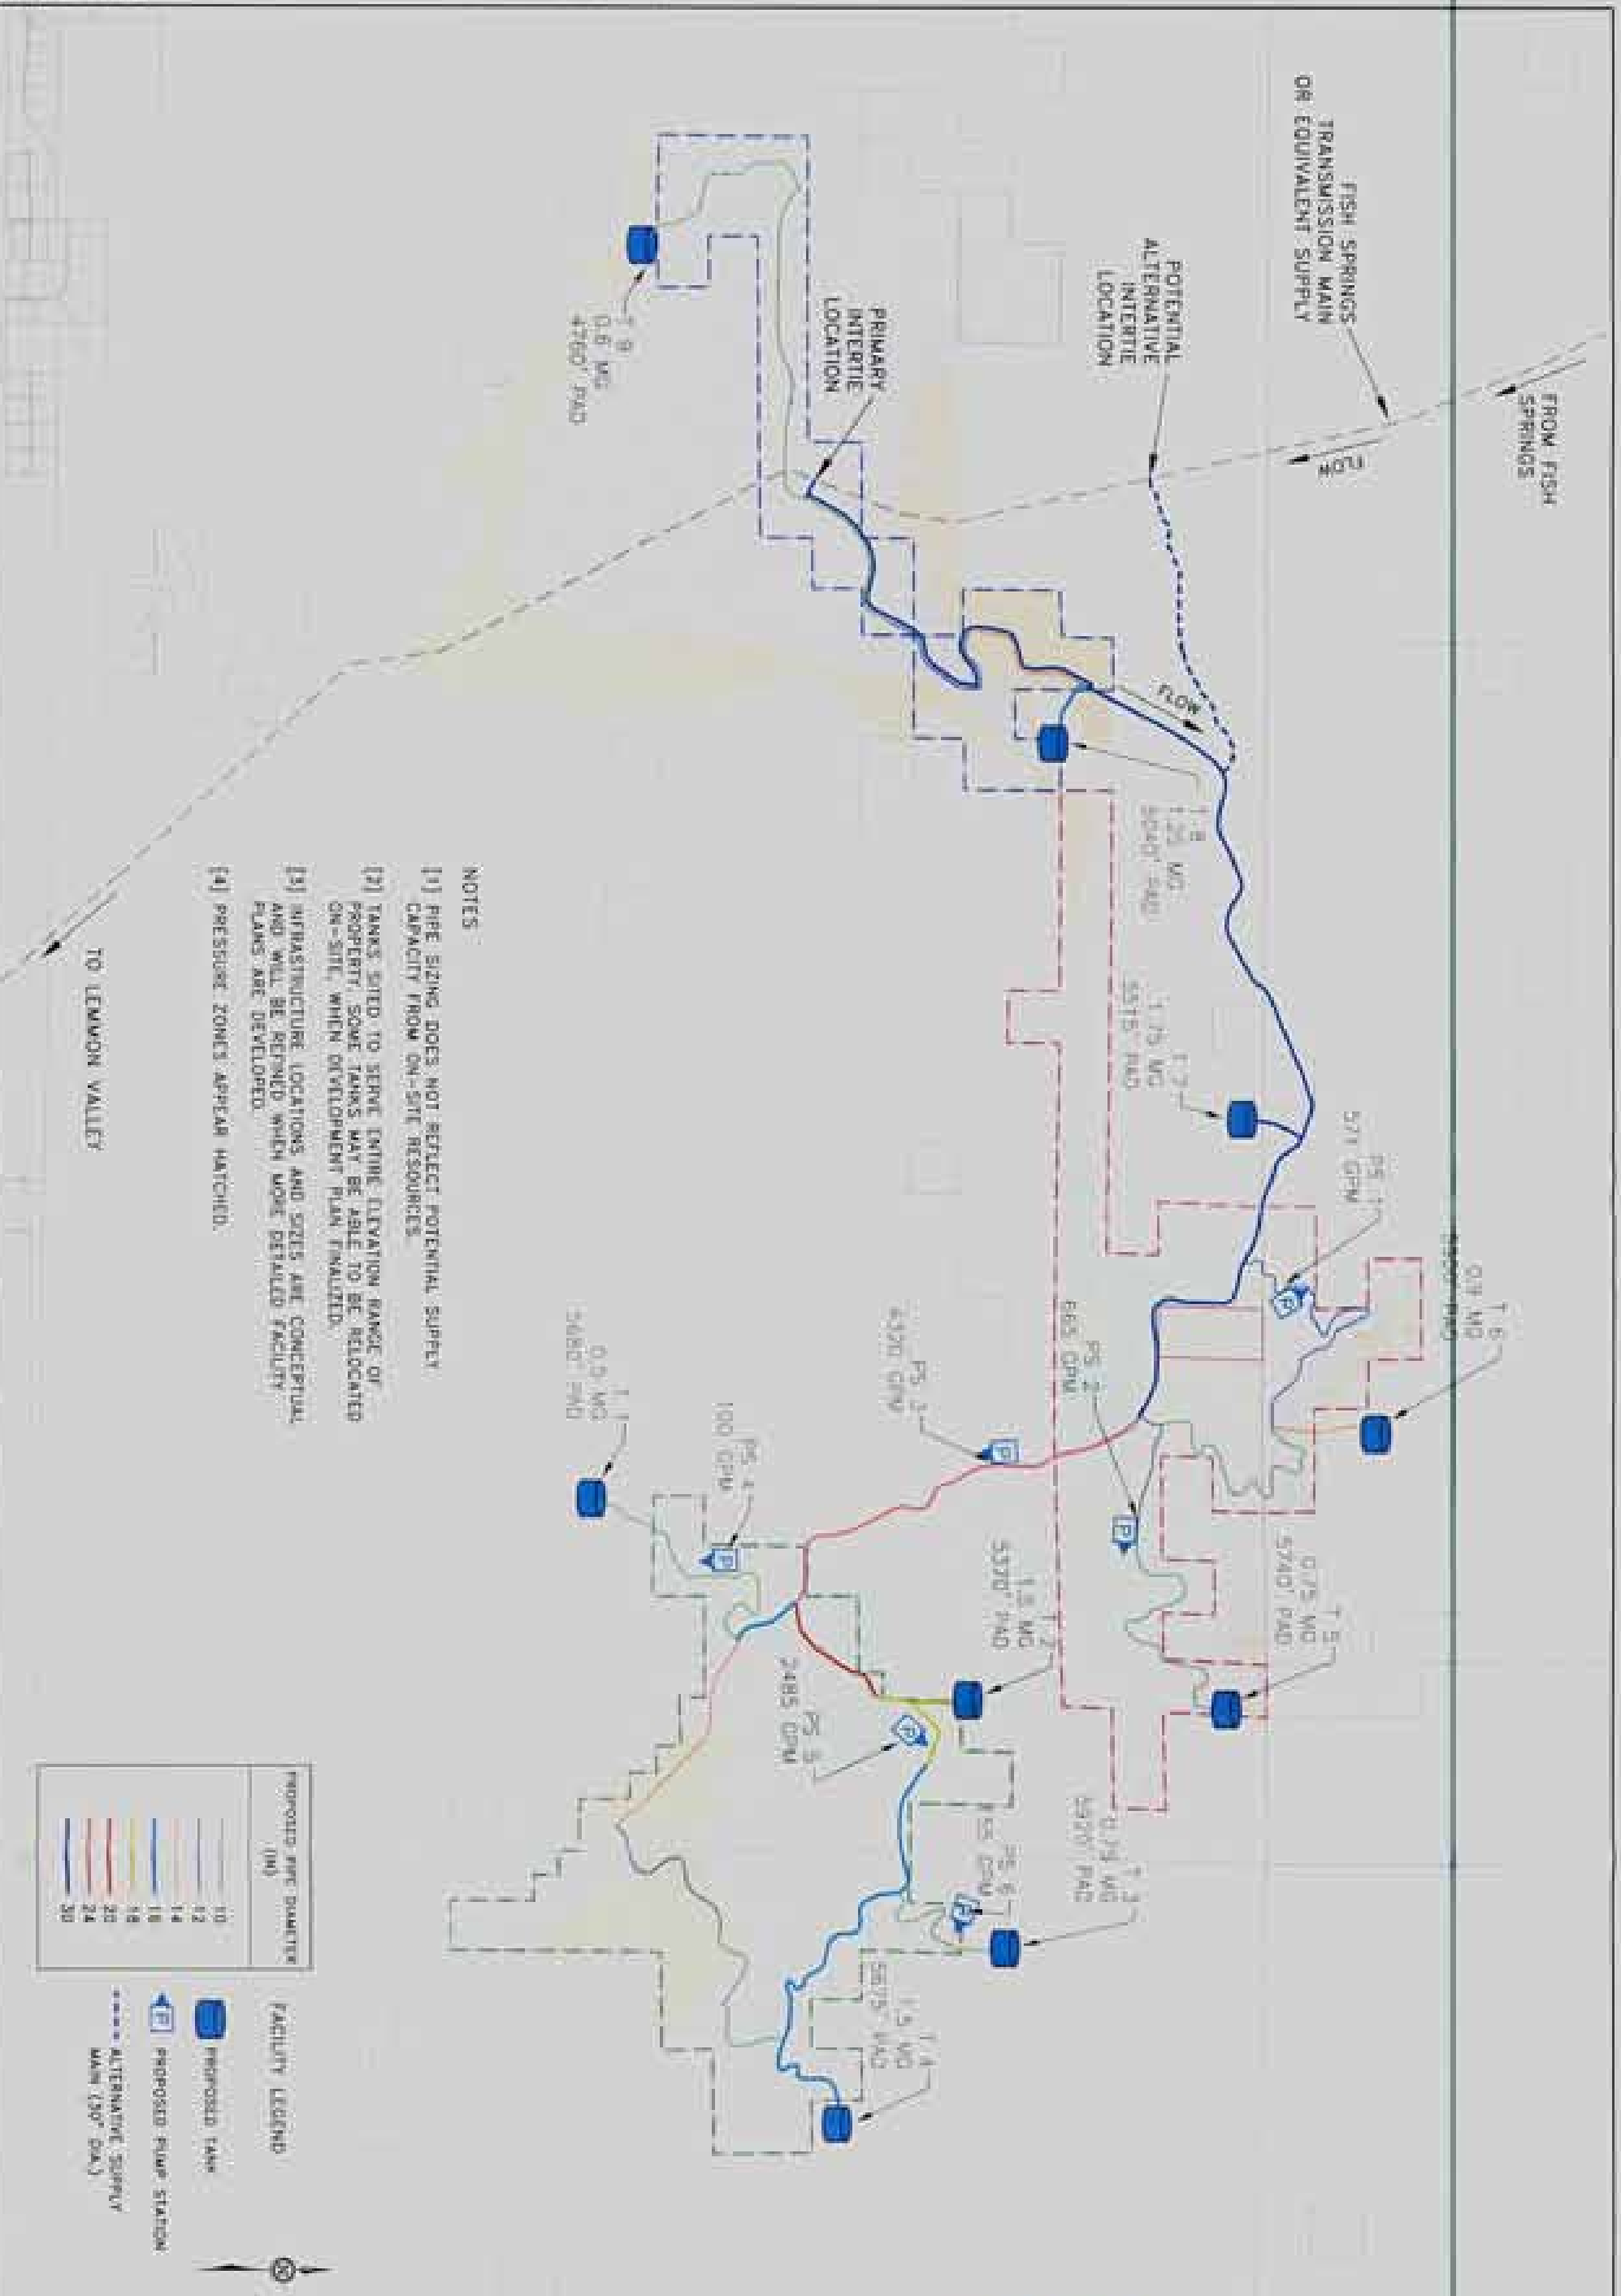 FISH SPRINGS
TRANSMISSION MAIN
OR EQUIVALENT SUPPLY
FROM FISH
SPRINGS
FLOW
POTENTIAL
ALTERNATIVE
INTERTIE
LOCATION
PRIMARY
INTERTIE
LOCATION
T 9
0.6 MG
4760' PAD
FLOW
T 8
1.25 MG
5040' PAD
T 7
1.75 MG
5515' PAD
PS 1
571 GPM
T 6
MG
PAD
PS 2
665 GPM
T 5
0.75 MG
5740' PAD
PS 3
4370 GPM
T 2
1.5 MG
5370' PAD
PS 4
100 GPM
T 1
0.5 MG
5680' PAD
PS 5
2485 GPM
PS 6
GPM
T 3
0.75 MG
5920' PAD
T 4
1.5 MG
5675' PAD
NOTES
[1] PIPE SIZING DOES NOT REFLECT POTENTIAL SUPPLY
CAPACITY FROM ON-SITE RESOURCES.
[2] TANKS SITED TO SERVE ENTIRE ELEVATION RANGE OF
PROPERTY. SOME TANKS MAY BE ABLE TO BE RELOCATED
ON-SITE, WHEN DEVELOPMENT PLAN FINALIZED.
[3] INFRASTRUCTURE LOCATIONS AND SIZES ARE CONCEPTUAL
AND WILL BE REFINED WHEN MORE DETAILED FACILITY
PLANS ARE DEVELOPED.
[4] PRESSURE ZONES APPEAR HATCHED.
TO LEMMON VALLEY
PROPOSED PIPE DIAMETER
(IN)
10
12
14
16
18
20
24
30
FACILITY LEGEND
PROPOSED TANK
P PROPOSED PUMP STATION
ALTERNATIVE SUPPLY
MAIN (30" DIA.)